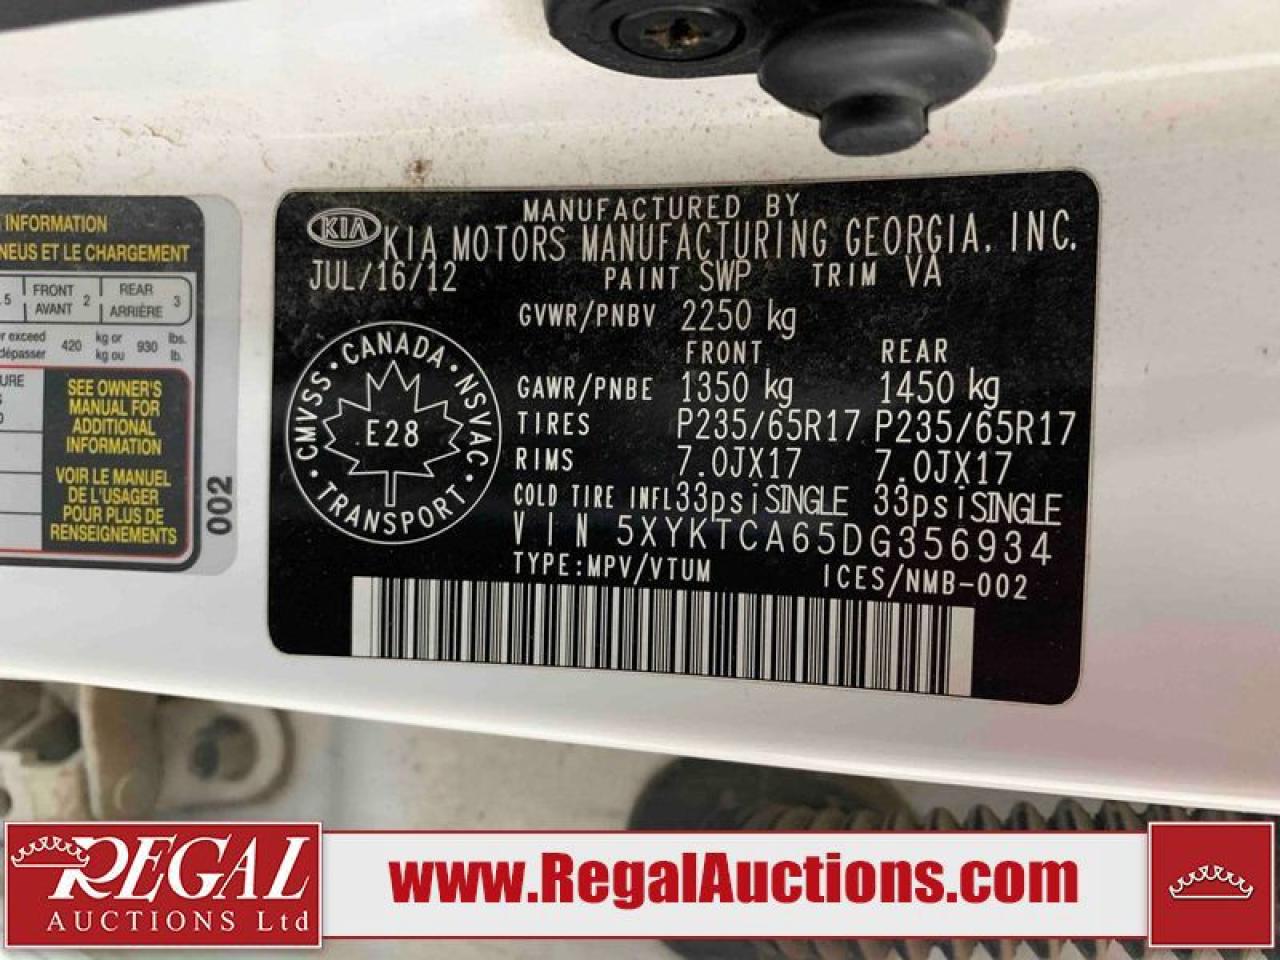 MANUFACTURED BY
KIA KIA MOTORS MANUFACTURING GEORGIA, INC.
JUL/16/12 PAINT SWP TRIM VA
GVWR/PNBV 2250 kg
FRONT REAR
GAWR/PNBE 1350 kg 1450 kg
TIRES P235/65R17 P235/65R17
RIMS 7.0JX17 7.0JX17
COLD TIRE INFL 33psiSINGLE 33psiSINGLE
VIN 5XYKTCA65DG356934
TYPE:MPV/VTUM ICES/NMB-002
CMVSS · CANADA · NSVAC · TRANSPORT ·
E28
INFORMATION
NEUS ET LE CHARGEMENT
FRONT 2 REAR 3
AVANT ARRIÈRE
exceed 420 kg or 930 lbs.
dépasser kg ou lb.
SEE OWNER'S
MANUAL FOR
ADDITIONAL
INFORMATION
VOIR LE MANUEL
DE L'USAGER
POUR PLUS DE
RENSEIGNEMENTS
002
REGAL
AUCTIONS Ltd
www.RegalAuctions.com